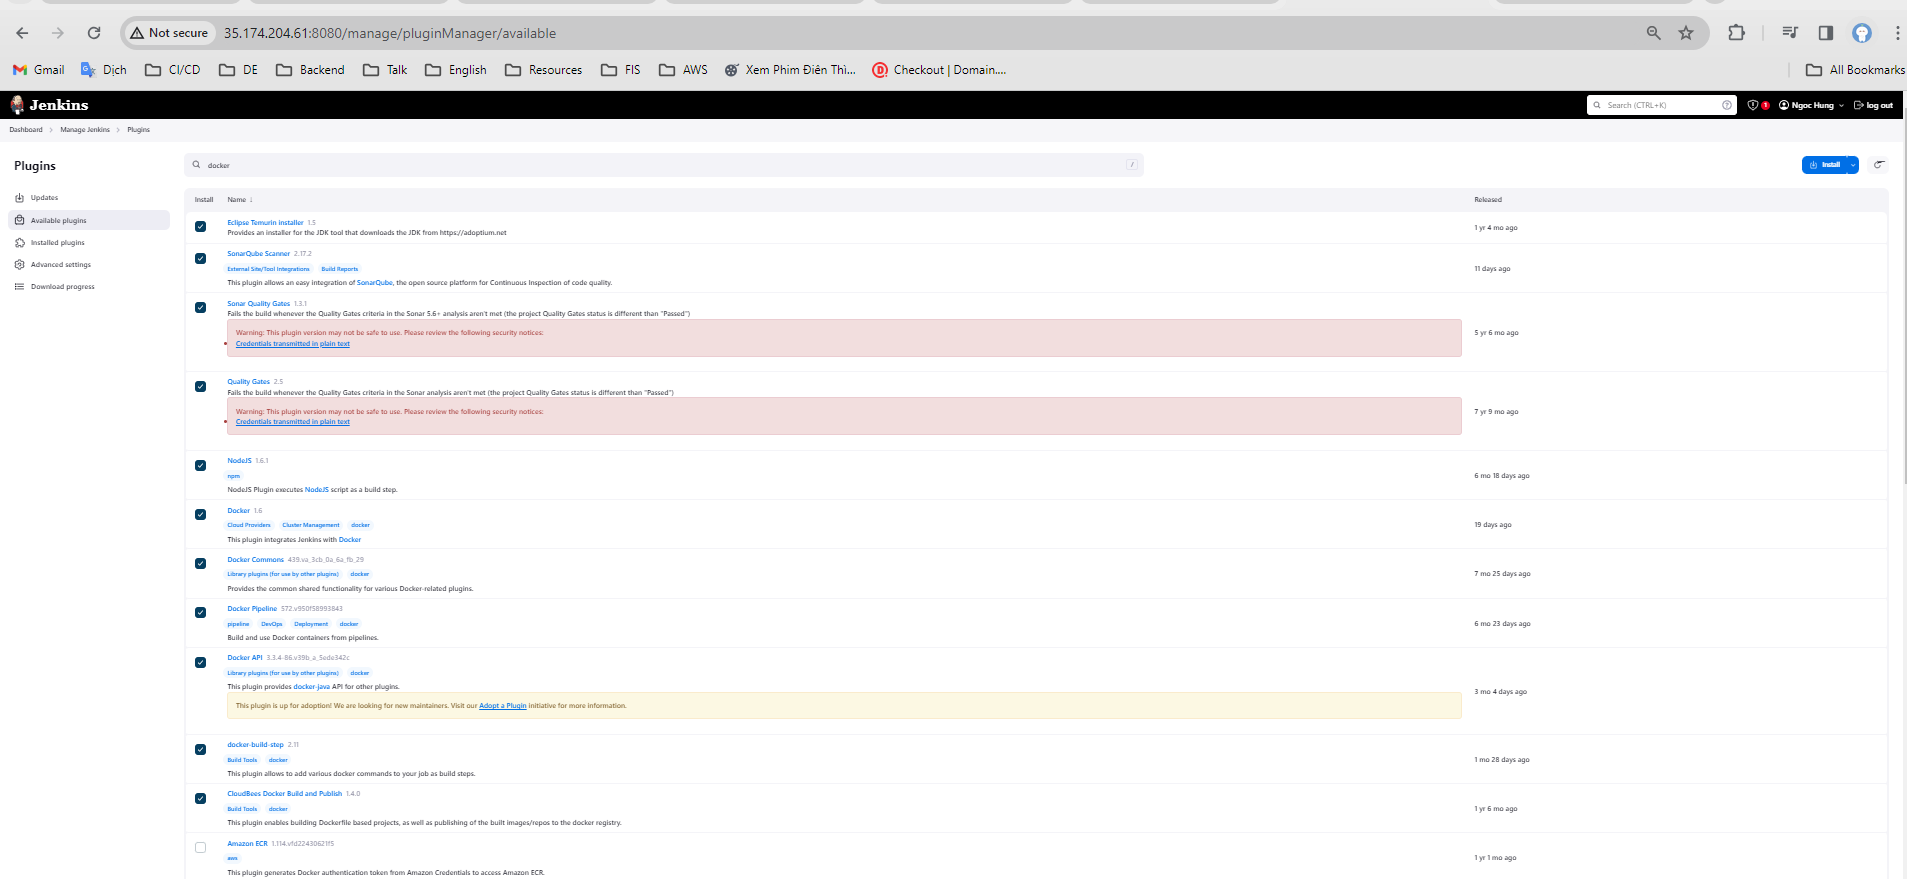 Not secure 35.174.204.61:8080/manage/pluginManager/available
Gmail Dịch CI/CD DE Backend Talk English Resources FIS AWS Xem Phim Điện Thì... Checkout | Domain.... All Bookmarks
Jenkins Search (CTRL+K) 1 Ngoc Hung log out
Dashboard Manage Jenkins Plugins
Plugins
Updates
Available plugins
Installed plugins
Advanced settings
Download progress
docker / Install
Install Name ↓ Released
Eclipse Temurin installer 1.5
Provides an installer for the JDK tool that downloads the JDK from https://adoptium.net
1 yr 4 mo ago
SonarQube Scanner 2.17.2
External Site/Tool Integrations Build Reports
This plugin allows an easy integration of SonarQube, the open source platform for Continuous Inspection of code quality.
11 days ago
Sonar Quality Gates 1.3.1
Fails the build whenever the Quality Gates criteria in the Sonar 5.6+ analysis aren't met (the project Quality Gates status is different than "Passed")
Warning: This plugin version may not be safe to use. Please review the following security notices:
Credentials transmitted in plain text
5 yr 6 mo ago
Quality Gates 2.5
Fails the build whenever the Quality Gates criteria in the Sonar analysis aren't met (the project Quality Gates status is different than "Passed")
Warning: This plugin version may not be safe to use. Please review the following security notices:
Credentials transmitted in plain text
7 yr 9 mo ago
NodeJS 1.6.1
npm
NodeJS Plugin executes NodeJS script as a build step.
6 mo 18 days ago
Docker 1.6
Cloud Providers Cluster Management docker
This plugin integrates Jenkins with Docker
19 days ago
Docker Commons 439.va_3cb_0a_6a_fb_29
Library plugins (for use by other plugins) docker
Provides the common shared functionality for various Docker-related plugins.
7 mo 25 days ago
Docker Pipeline 572.v950f58993843
pipeline DevOps Deployment docker
Build and use Docker containers from pipelines.
6 mo 23 days ago
Docker API 3.3.4-86.v39b_a_5ede342c
Library plugins (for use by other plugins) docker
This plugin provides docker-java API for other plugins.
This plugin is up for adoption! We are looking for new maintainers. Visit our Adopt a Plugin initiative for more information.
3 mo 4 days ago
docker-build-step 2.11
Build Tools docker
This plugin allows to add various docker commands to your job as build steps.
1 mo 28 days ago
CloudBees Docker Build and Publish 1.4.0
Build Tools docker
This plugin enables building Dockerfile based projects, as well as publishing of the built images/repos to the docker registry.
1 yr 6 mo ago
Amazon ECR 1.114.vfd22430621f5
aws
This plugin generates Docker authentication token from Amazon Credentials to access Amazon ECR.
1 yr 1 mo ago